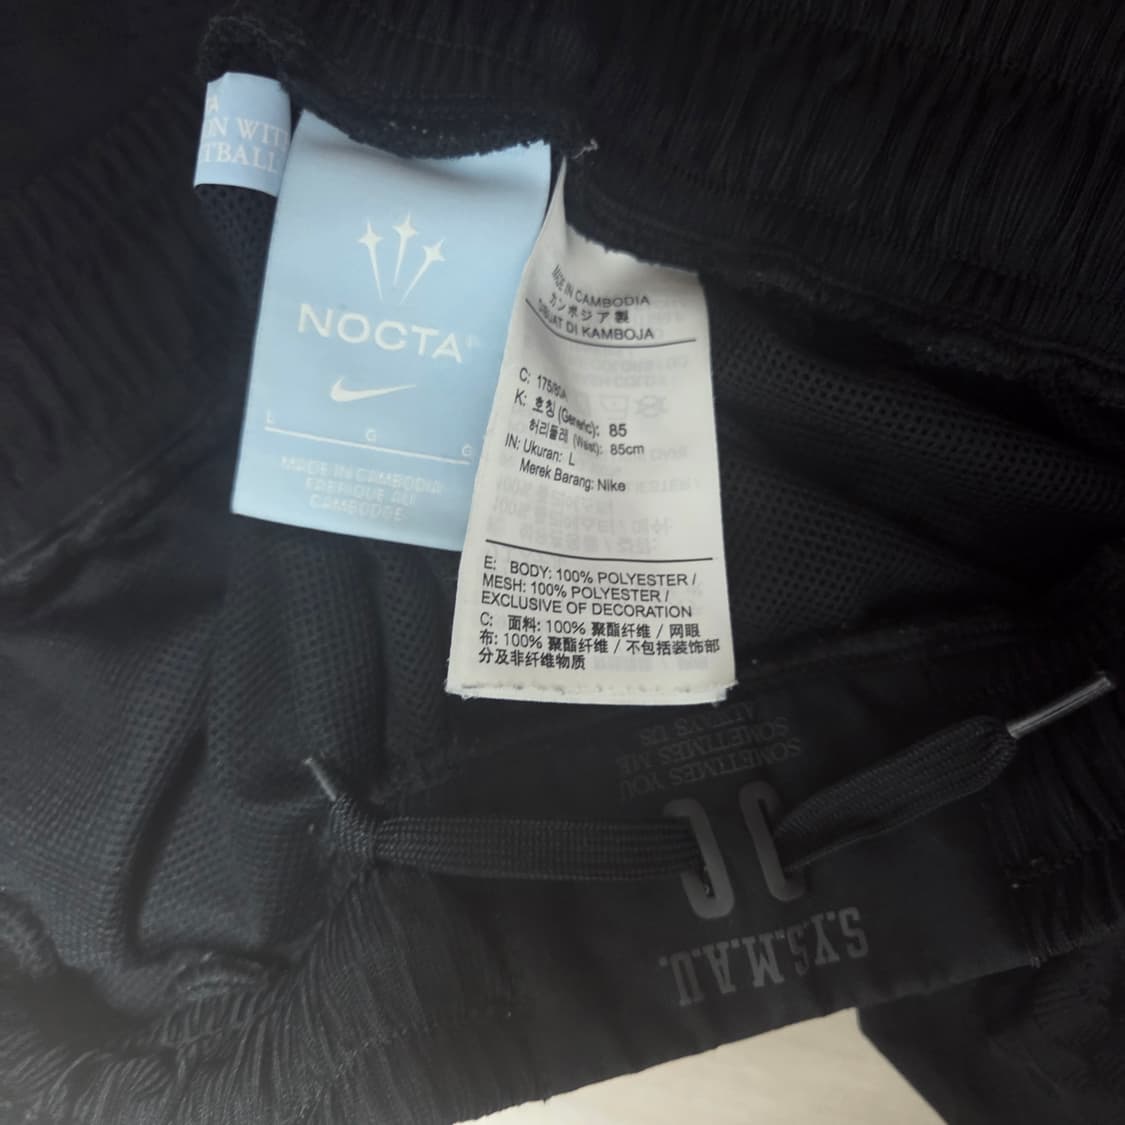 A
ON WITH
TBALL
NOCTA
L
G
G
MADE IN CAMBODIA
FABRIQUÉ AU
CAMBODGE
MADE IN CAMBODIA
カンボジア製
DIBUAT DI KAMBOJA
C: 175/80A
K: 호칭 (Generic): 85
허리둘레 (Waist): 85cm
IN: Ukuran: L
Merek Barang: Nike
E: BODY: 100% POLYESTER /
MESH: 100% POLYESTER /
EXCLUSIVE OF DECORATION
C: 面料: 100% 聚酯纤维 / 网眼
布: 100% 聚酯纤维 / 不包括装饰部
分及非纤维物质
S.Y.S.M.A.U.
SOMETIMES YOU
SOMETIMES ME
ALWAYS US